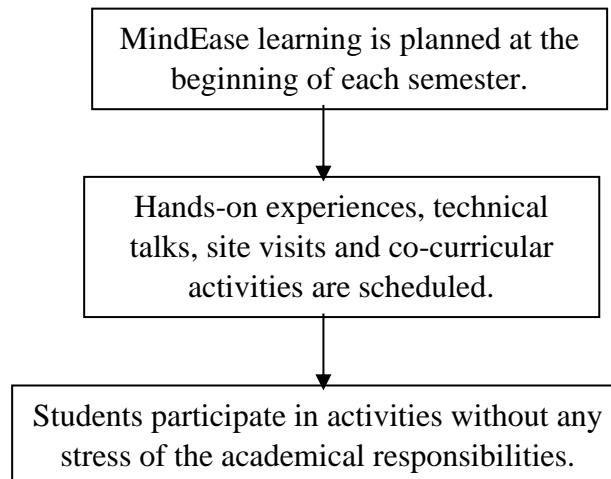 MindEase learning is planned at the
beginning of each semester.
Hands-on experiences, technical
talks, site visits and co-curricular
activities are scheduled.
Students participate in activities without any
stress of the academical responsibilities.